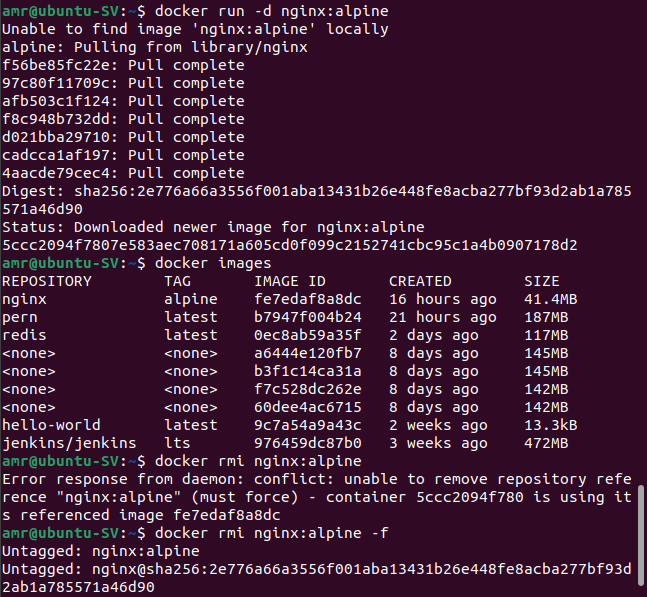 amr@ubuntu-SV:~$ docker run -d nginx:alpine
Unable to find image 'nginx:alpine' locally
alpine: Pulling from library/nginx
f56be85fc22e: Pull complete
97c80f11709c: Pull complete
afb503c1f124: Pull complete
f8c948b732dd: Pull complete
d021bba29710: Pull complete
cadcca1af197: Pull complete
4aacde79cec4: Pull complete
Digest: sha256:2e776a66a3556f001aba13431b26e448fe8acba277bf93d2ab1a785
571a46d90
Status: Downloaded newer image for nginx:alpine
5ccc2094f7807e583aec708171a605cd0f099c2152741cbc95c1a4b0907178d2
amr@ubuntu-SV:~$ docker images
REPOSITORY        TAG       IMAGE ID       CREATED        SIZE
nginx             alpine    fe7edaf8a8dc   16 hours ago   41.4MB
pern              latest    b7947f004b24   21 hours ago   187MB
redis             latest    0ec8ab59a35f   2 days ago     117MB
<none>            <none>    a6444e120fb7   8 days ago     145MB
<none>            <none>    b3f1c14ca31a   8 days ago     145MB
<none>            <none>    f7c528dc262e   8 days ago     142MB
<none>            <none>    60dee4ac6715   8 days ago     142MB
hello-world       latest    9c7a54a9a43c   2 weeks ago    13.3kB
jenkins/jenkins   lts       976459dc87b0   3 weeks ago    472MB
amr@ubuntu-SV:~$ docker rmi nginx:alpine
Error response from daemon: conflict: unable to remove repository refe
rence "nginx:alpine" (must force) - container 5ccc2094f780 is using it
s referenced image fe7edaf8a8dc
amr@ubuntu-SV:~$ docker rmi nginx:alpine -f
Untagged: nginx:alpine
Untagged: nginx@sha256:2e776a66a3556f001aba13431b26e448fe8acba277bf93d
2ab1a785571a46d90